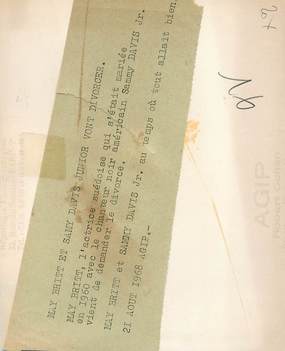 MAY BRITT ET SAMY DAVIS JUNIOR VONT DIVORCER.
MAY BRITT, l'actrice suédoise qui s'était mariée
en 1960 avec le chanteur noir américain Sammy DAVIS Jr.
vient de demander le divorce.
MAY BRITT et SAMMY DAVIS Jr. au temps où tout allait bien
21 AOUT 1968 AGIP.-
AGIP